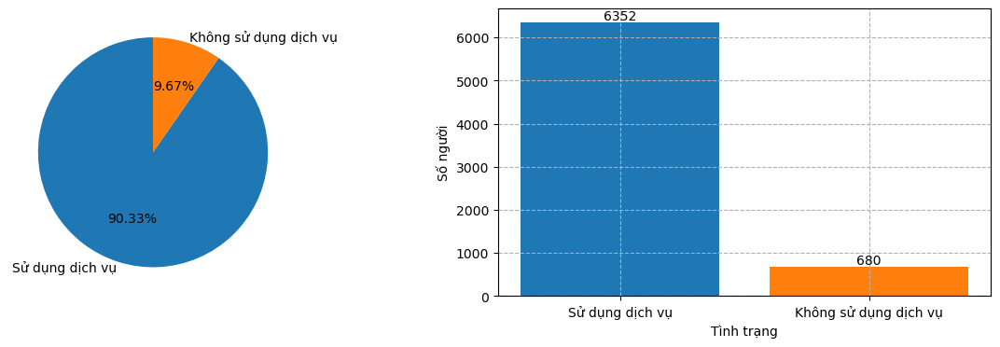 Không sử dụng dịch vụ
9.67%
90.33%
Sử dụng dịch vụ
6352
680
6000
5000
4000
3000
2000
1000
0
Số người
Sử dụng dịch vụ
Không sử dụng dịch vụ
Tình trạng